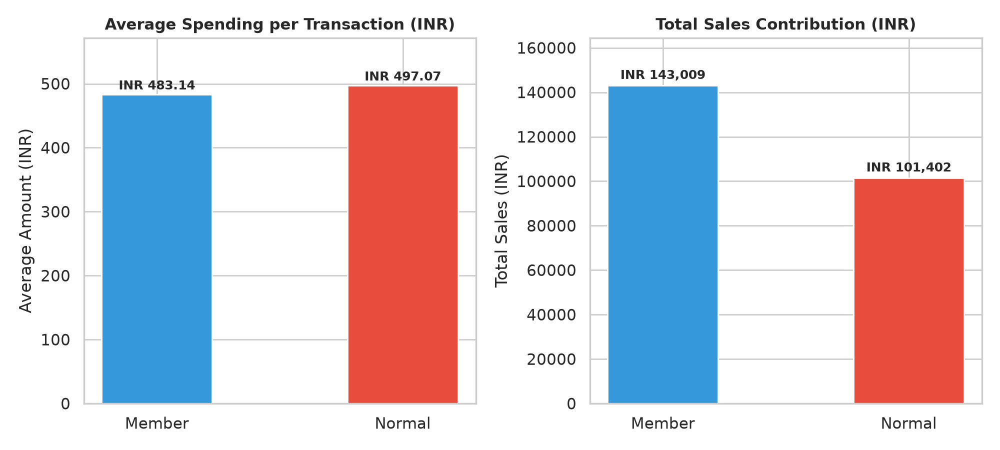 Average Spending per Transaction (INR)
Average Amount (INR)
500
400
300
200
100
0
INR 483.14
INR 497.07
Member
Normal
Total Sales Contribution (INR)
Total Sales (INR)
160000
140000
120000
100000
80000
60000
40000
20000
0
INR 143,009
INR 101,402
Member
Normal